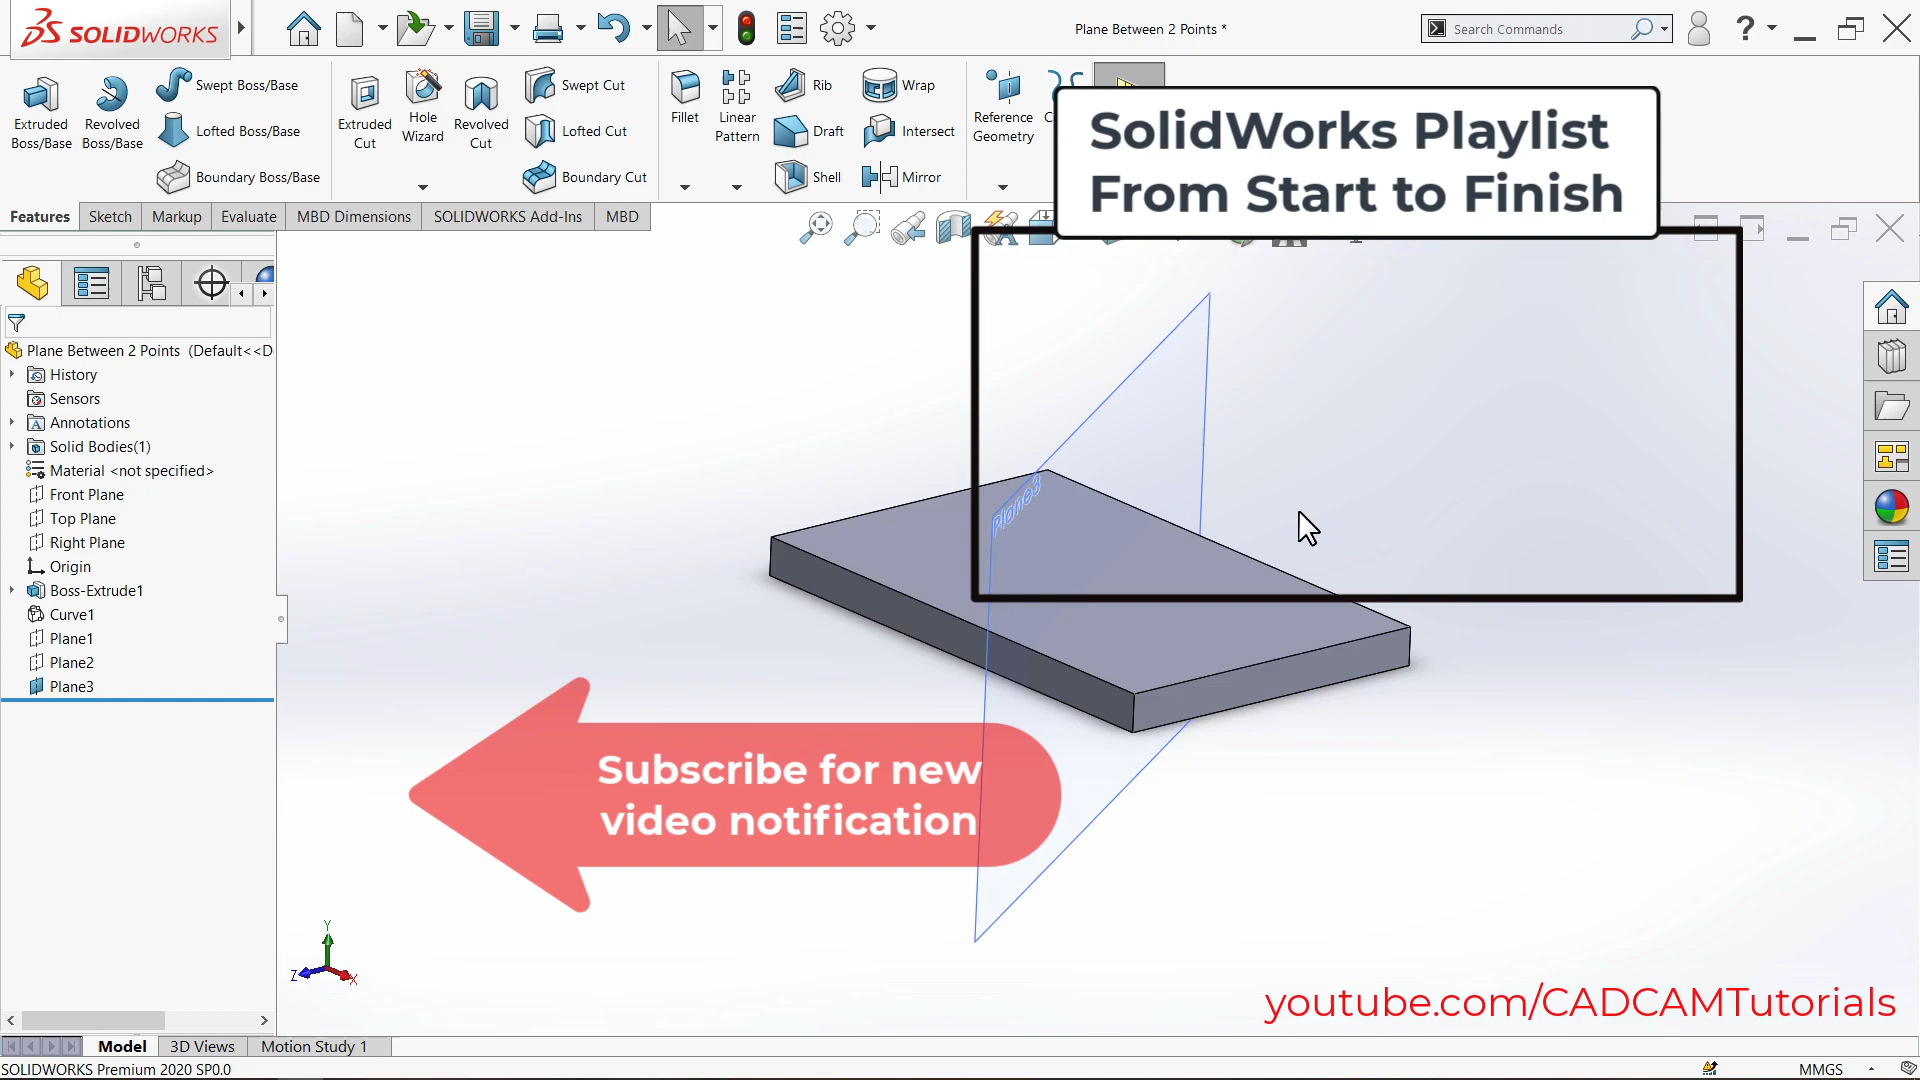 SOLIDWORKS
Plane Between 2 Points *
Search Commands
?
Extruded
Boss/Base
Revolved
Boss/Base
Swept Boss/Base
Lofted Boss/Base
Boundary Boss/Base
Extruded
Cut
Hole
Wizard
Revolved
Cut
Swept Cut
Lofted Cut
Boundary Cut
Fillet
Linear
Pattern
Rib
Draft
Shell
Wrap
Intersect
Mirror
Reference
Geometry
SolidWorks Playlist
From Start to Finish
Features
Sketch
Markup
Evaluate
MBD Dimensions
SOLIDWORKS Add-Ins
MBD
Plane Between 2 Points (Default<<D
History
Sensors
Annotations
Solid Bodies(1)
Material <not specified>
Front Plane
Top Plane
Right Plane
Origin
Boss-Extrude1
Curve1
Plane1
Plane2
Plane3
Plane3
Subscribe for new
video notification
Y
Z
X
youtube.com/CADCAMTutorials
Model
3D Views
Motion Study 1
SOLIDWORKS Premium 2020 SP0.0
MMGS